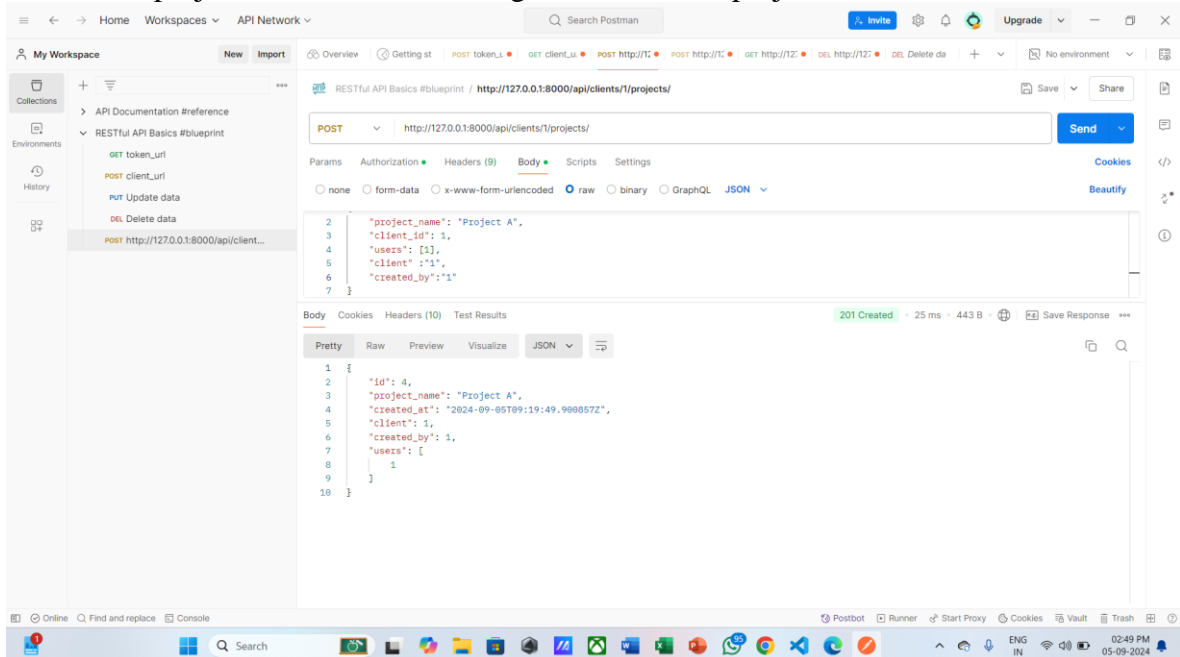 Home Workspaces API Network Search Postman Invite Upgrade
My Workspace New Import Overview Getting st POST token_u GET client_u. POST http://12 POST http://12 GET http://127 DEL http://127 DEL Delete da No environment
Collections
Environments
History
API Documentation #reference
RESTful API Basics #blueprint
GET token_url
POST client_url
PUT Update data
DEL Delete data
POST http://127.0.0.1:8000/api/client...
RESTful API Basics #blueprint / http://127.0.0.1:8000/api/clients/1/projects/ Save Share
POST http://127.0.0.1:8000/api/clients/1/projects/ Send
Params Authorization Headers (9) Body Scripts Settings Cookies
none form-data x-www-form-urlencoded raw binary GraphQL JSON Beautify
2 "project_name": "Project A",
3 "client_id": 1,
4 "users": [1],
5 "client" :"1",
6 "created_by":"1"
7 }
Body Cookies Headers (10) Test Results 201 Created 25 ms 443 B Save Response
Pretty Raw Preview Visualize JSON
1 {
2 "id": 4,
3 "project_name": "Project A",
4 "created_at": "2024-09-05T09:19:49.900857Z",
5 "client": 1,
6 "created_by": 1,
7 "users": [
8 1
9 ]
10 }
Online Find and replace Console Postbot Runner Start Proxy Cookies Vault Trash
Search ENG IN 02:49 PM 05-09-2024